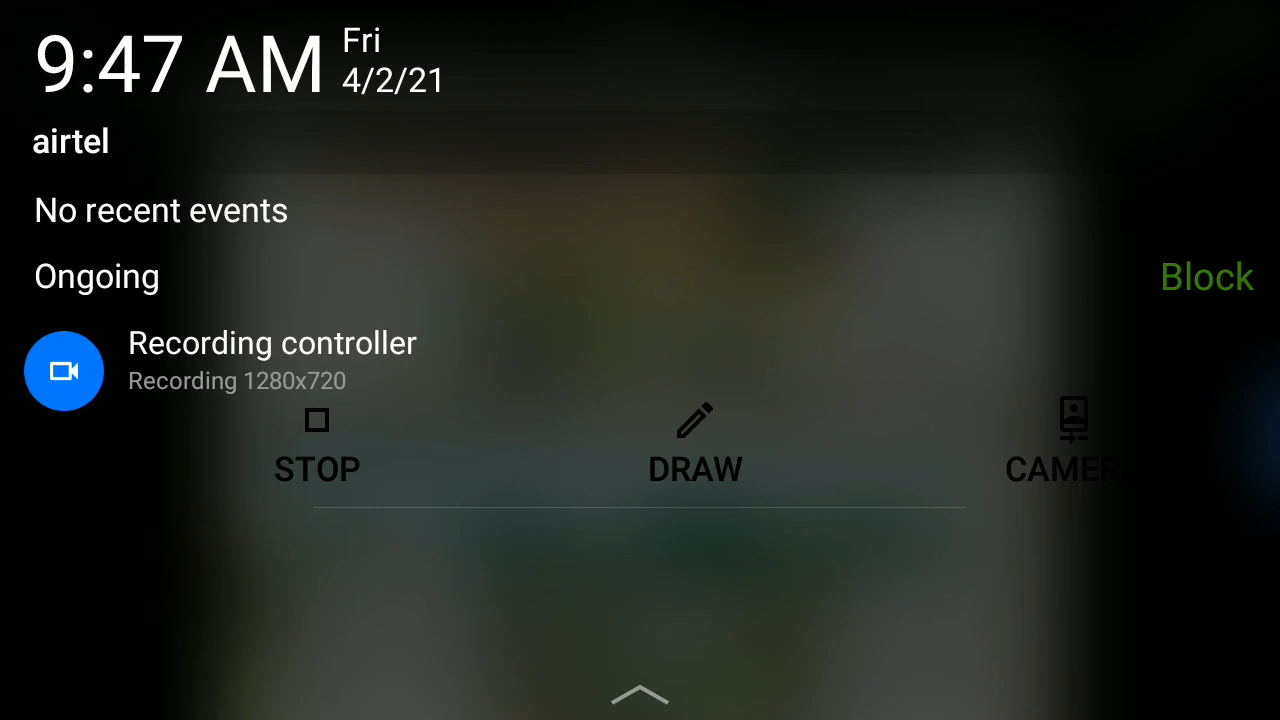 9:47 AM
Fri
4/2/21
airtel
No recent events
Ongoing
Block
Recording controller
Recording 1280x720
STOP
DRAW
CAMER